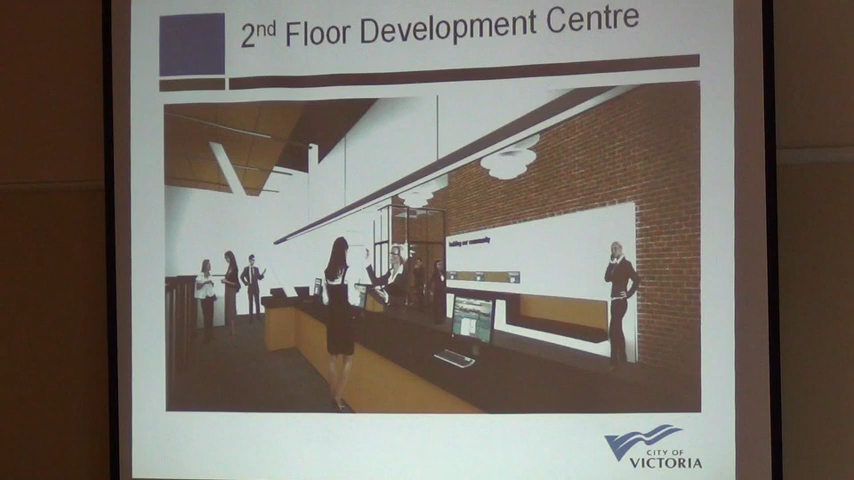 2nd Floor Development Centre
building our community
CITY OF
VICTORIA